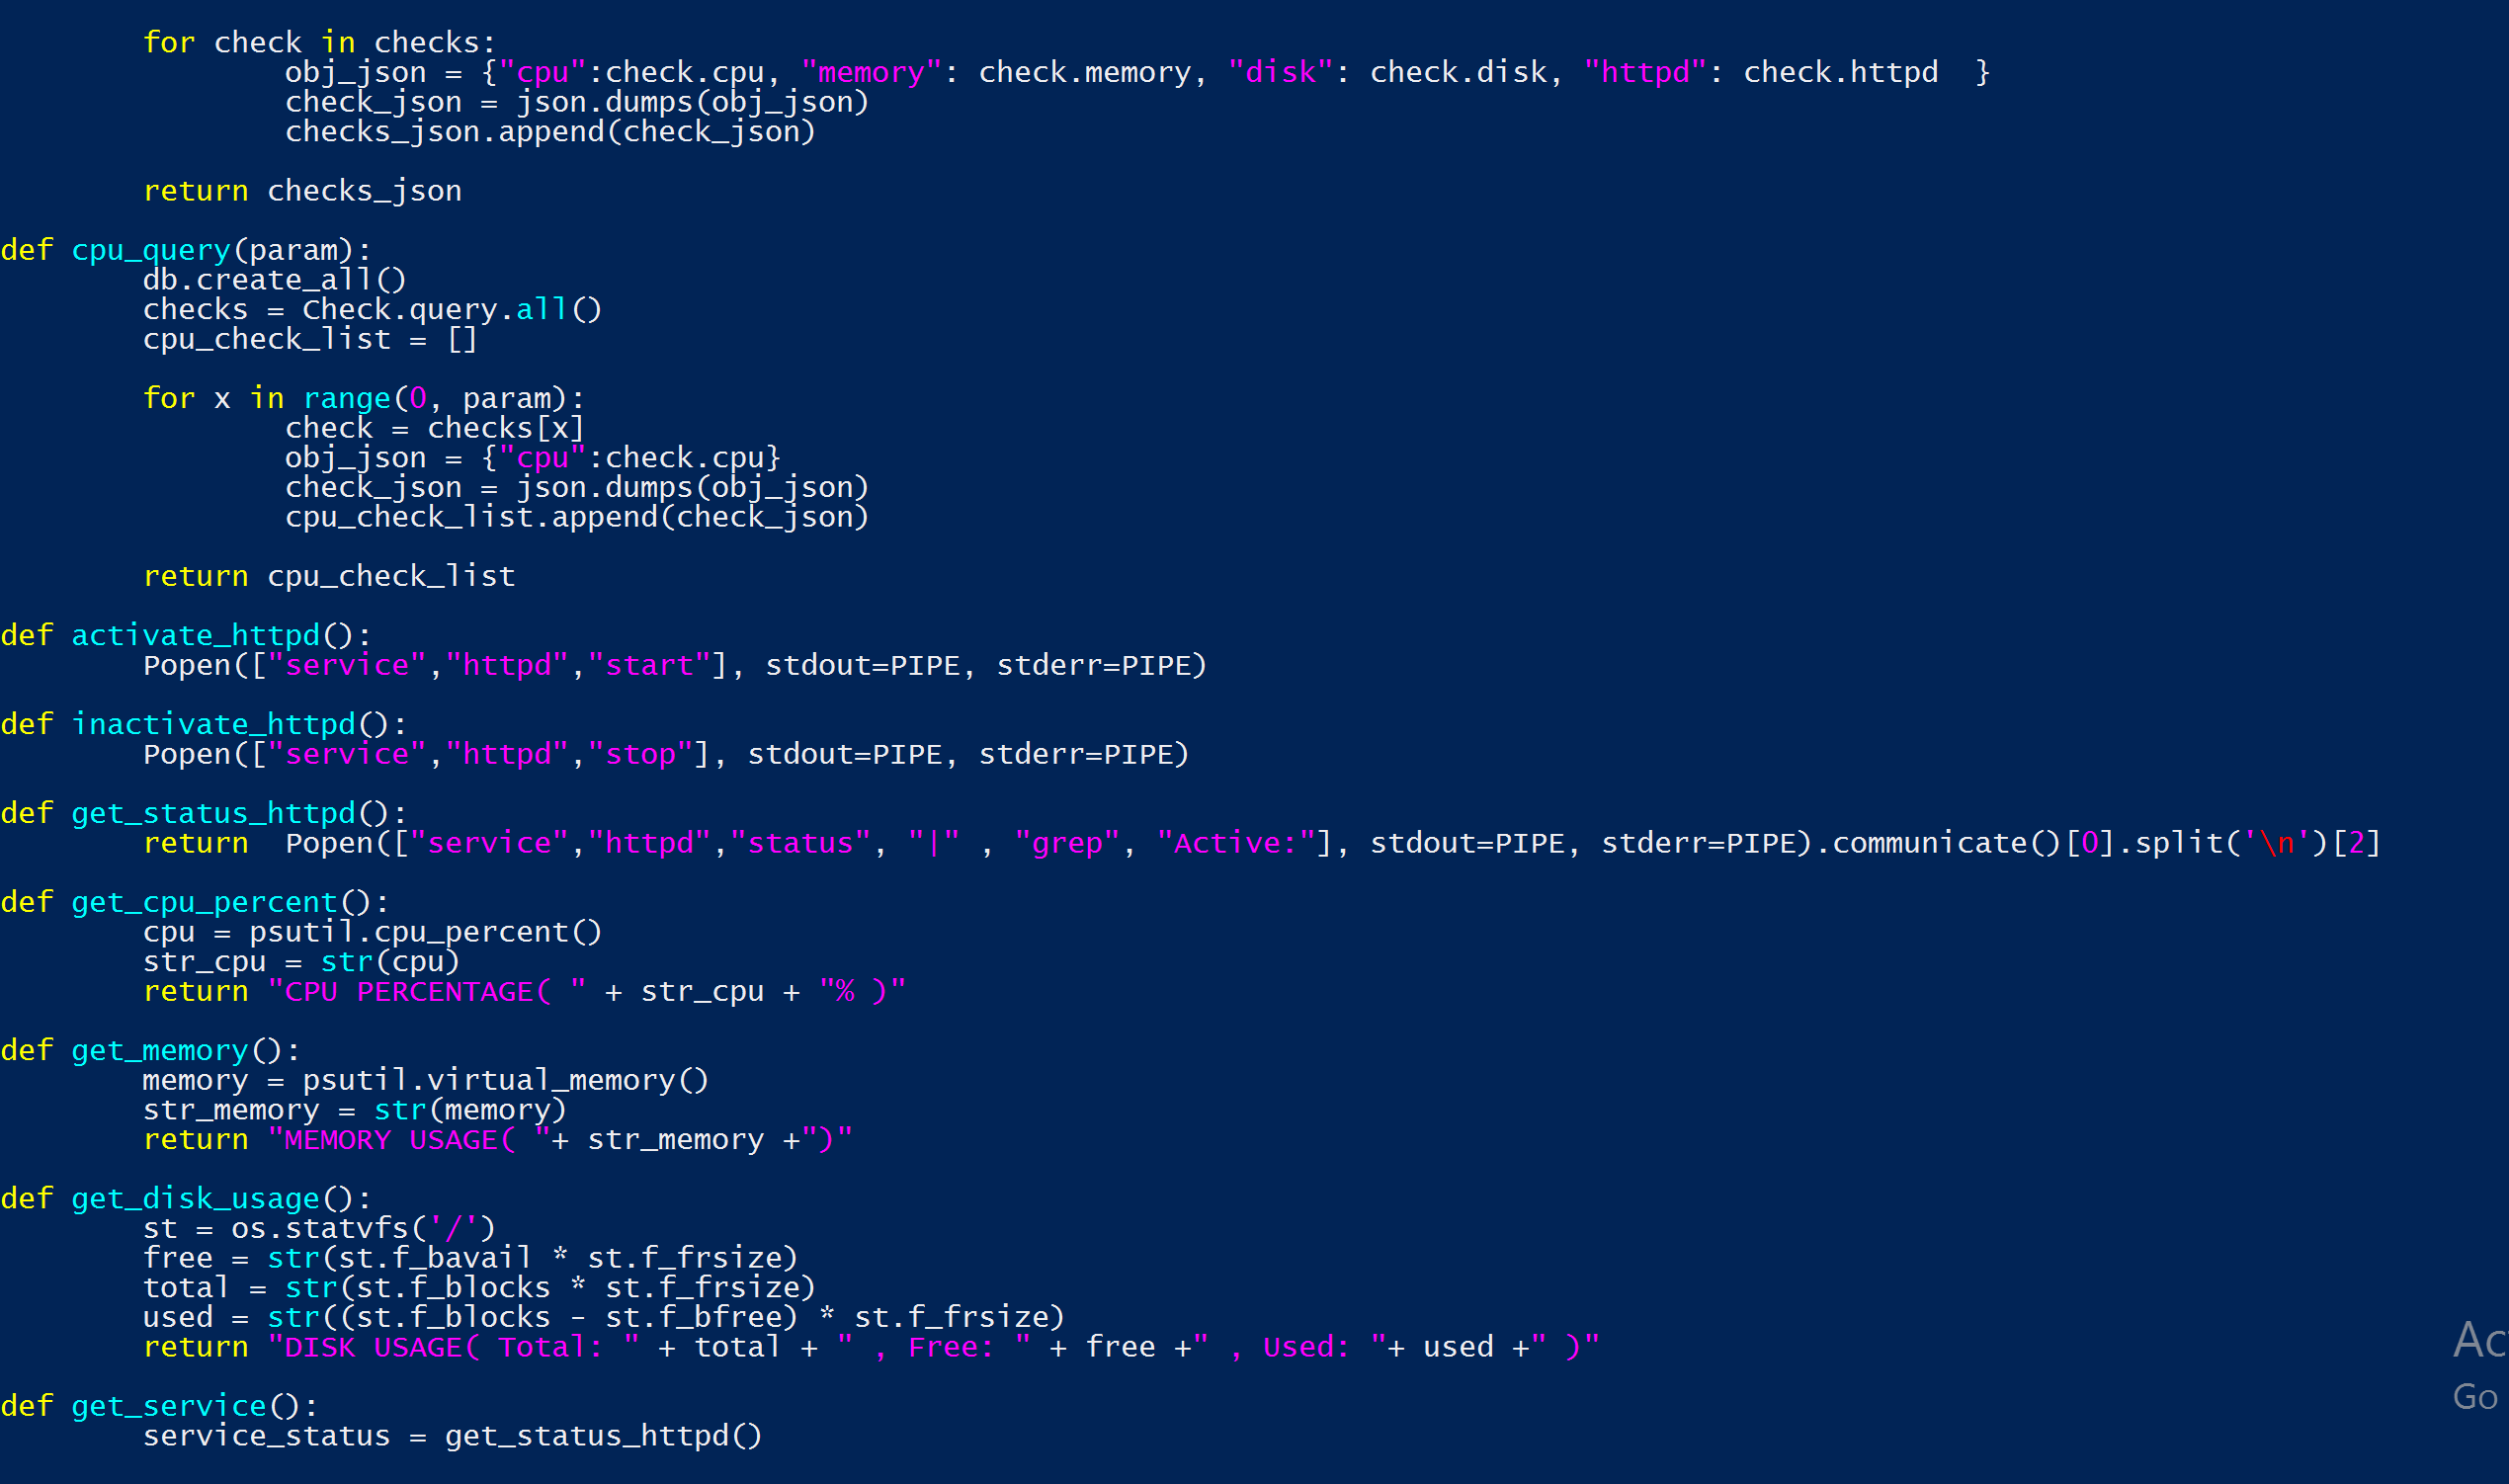 for check in checks:
obj_json = {"cpu":check.cpu, "memory": check.memory, "disk": check.disk, "httpd": check.httpd  }
check_json = json.dumps(obj_json)
checks_json.append(check_json)
return checks_json
def cpu_query(param):
db.create_all()
checks = Check.query.all()
cpu_check_list = []
for x in range(0, param):
check = checks[x]
obj_json = {"cpu":check.cpu}
check_json = json.dumps(obj_json)
cpu_check_list.append(check_json)
return cpu_check_list
def activate_httpd():
Popen(["service","httpd","start"], stdout=PIPE, stderr=PIPE)
def inactivate_httpd():
Popen(["service","httpd","stop"], stdout=PIPE, stderr=PIPE)
def get_status_httpd():
return  Popen(["service","httpd","status", "|" , "grep", "Active:"], stdout=PIPE, stderr=PIPE).communicate()[0].split('\n')[2]
def get_cpu_percent():
cpu = psutil.cpu_percent()
str_cpu = str(cpu)
return "CPU PERCENTAGE( " + str_cpu + "% )"
def get_memory():
memory = psutil.virtual_memory()
str_memory = str(memory)
return "MEMORY USAGE( "+ str_memory +")"
def get_disk_usage():
st = os.statvfs('/')
free = str(st.f_bavail * st.f_frsize)
total = str(st.f_blocks * st.f_frsize)
used = str((st.f_blocks - st.f_bfree) * st.f_frsize)
return "DISK USAGE( Total: " + total + " , Free: " + free +" , Used: "+ used +" )"
def get_service():
service_status = get_status_httpd()
Go